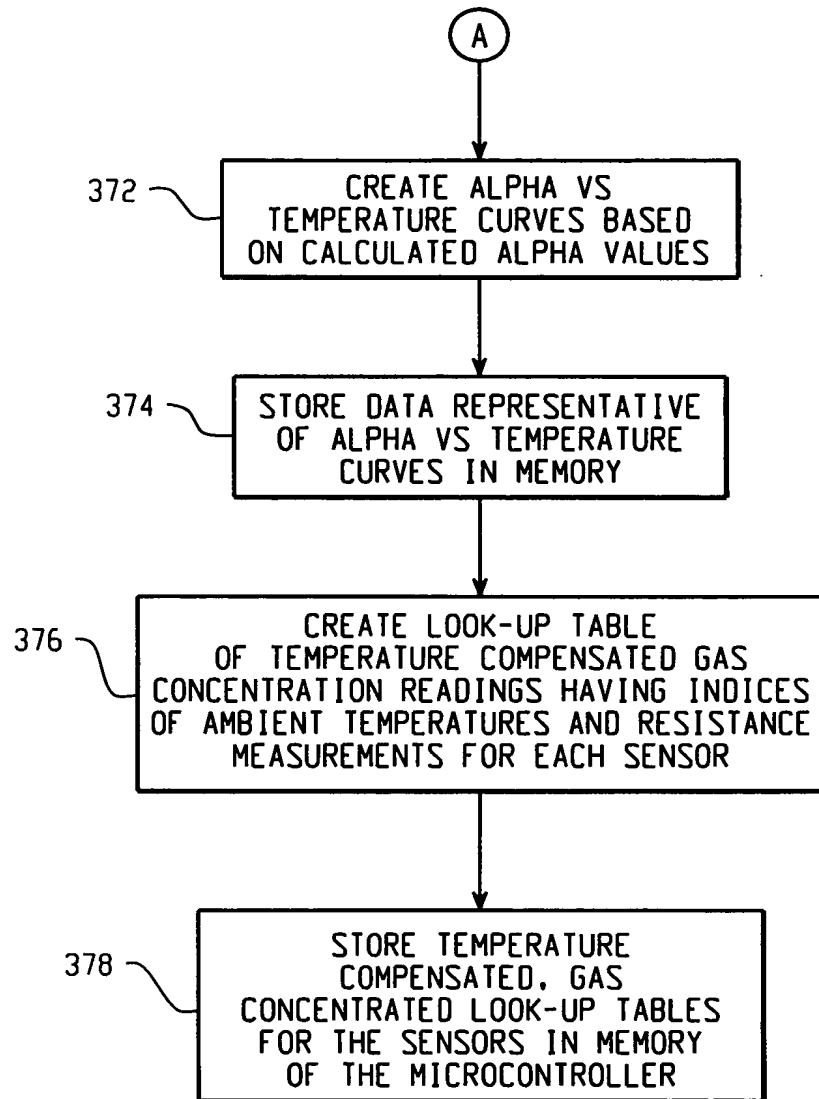 A
372
CREATE ALPHA VS
TEMPERATURE CURVES BASED
ON CALCULATED ALPHA VALUES
374
STORE DATA REPRESENTATIVE
OF ALPHA VS TEMPERATURE
CURVES IN MEMORY
376
CREATE LOOK-UP TABLE
OF TEMPERATURE COMPENSATED GAS
CONCENTRATION READINGS HAVING INDICES
OF AMBIENT TEMPERATURES AND RESISTANCE
MEASUREMENTS FOR EACH SENSOR
378
STORE TEMPERATURE
COMPENSATED, GAS
CONCENTRATED LOOK-UP TABLES
FOR THE SENSORS IN MEMORY
OF THE MICROCONTROLLER